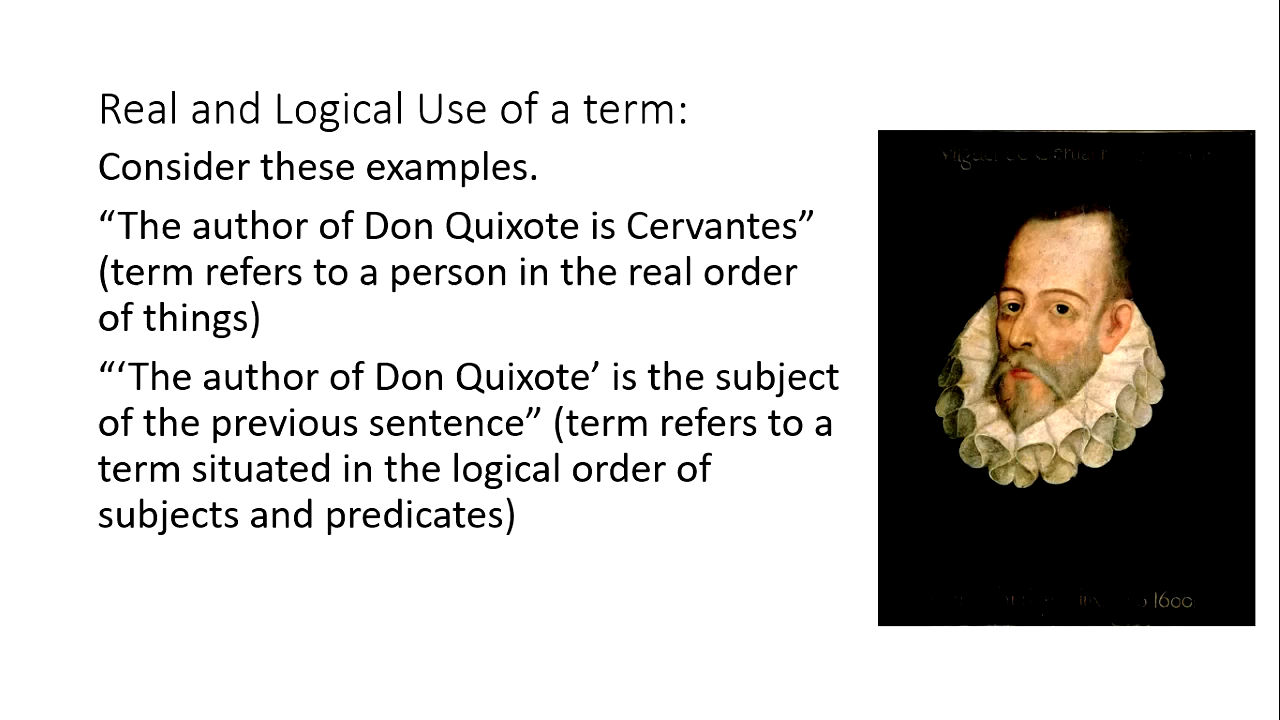 Real and Logical Use of a term:
Consider these examples.
“The author of Don Quixote is Cervantes”
(term refers to a person in the real order
of things)
“‘The author of Don Quixote’ is the subject
of the previous sentence” (term refers to a
term situated in the logical order of
subjects and predicates)
1600